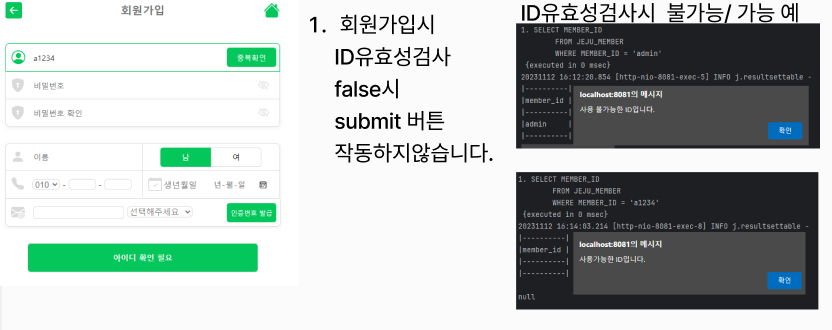 회원가입
a1234
중복확인
비밀번호
비밀번호 확인
이름
남
여
010 - -
생년월일
년-월-일
선택해주세요
인증번호 발급
아이디 확인 필요
1. 회원가입시
ID유효성검사
false시
submit 버튼
작동하지않습니다.
ID유효성검사시 불가능/ 가능 예
1. SELECT MEMBER_ID
FROM JEJU_MEMBER
WHERE MEMBER_ID = 'admin'
{executed in 0 msec}
20231112 16:12:20.854 [http-nio-8081-exec-5] INFO j.resultsettable -
|----------|
|member_id |
|----------|
|admin |
|----------|
localhost:8081의 메시지
사용 불가능한 ID입니다.
확인
1. SELECT MEMBER_ID
FROM JEJU_MEMBER
WHERE MEMBER_ID = 'a1234'
{executed in 0 msec}
20231112 16:14:03.214 [http-nio-8081-exec-8] INFO j.resultsettable -
|----------|
|member_id |
|----------|
|----------|
null
localhost:8081의 메시지
사용가능한 ID입니다.
확인